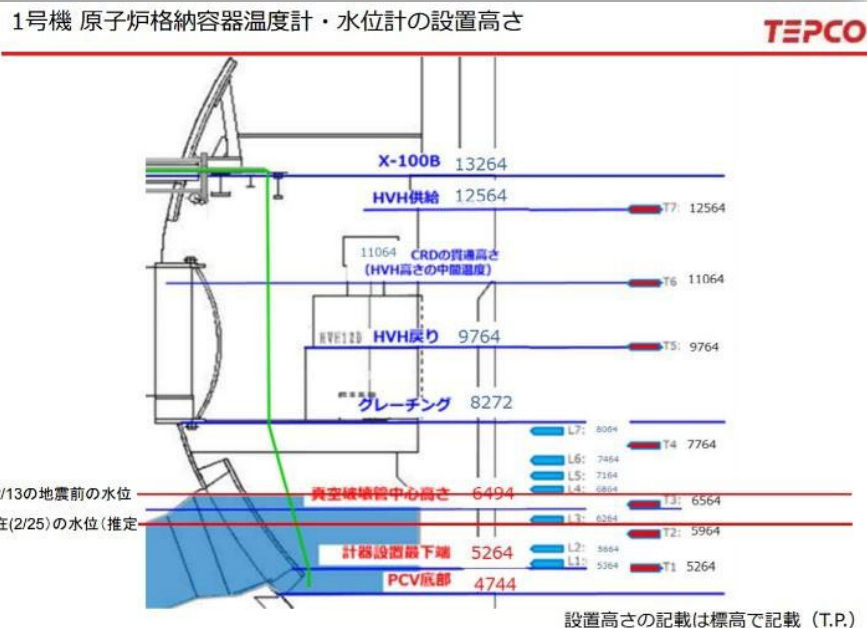 1号機 原子炉格納容器温度計・水位計の設置高さ
TEPCO
X-100B 13264
HVH供給 12564
T7: 12564
11064 CRDの貫通高さ
(HVH高さの中間温度)
T6 11064
HVH12D HVH戻り 9764
T5: 9764
グレーチング 8272
L7: 8064
T4 7764
L6: 7464
L5: 7164
L4: 6864
/13の地震前の水位
真空破壊管中心高さ 6494
T3: 6564
L3: 6264
在(2/25)の水位(推定
T2: 5964
計器設置最下端 5264
L2: 5664
L1: 5364
T1 5264
PCV底部 4744
設置高さの記載は標高で記載（T.P.）